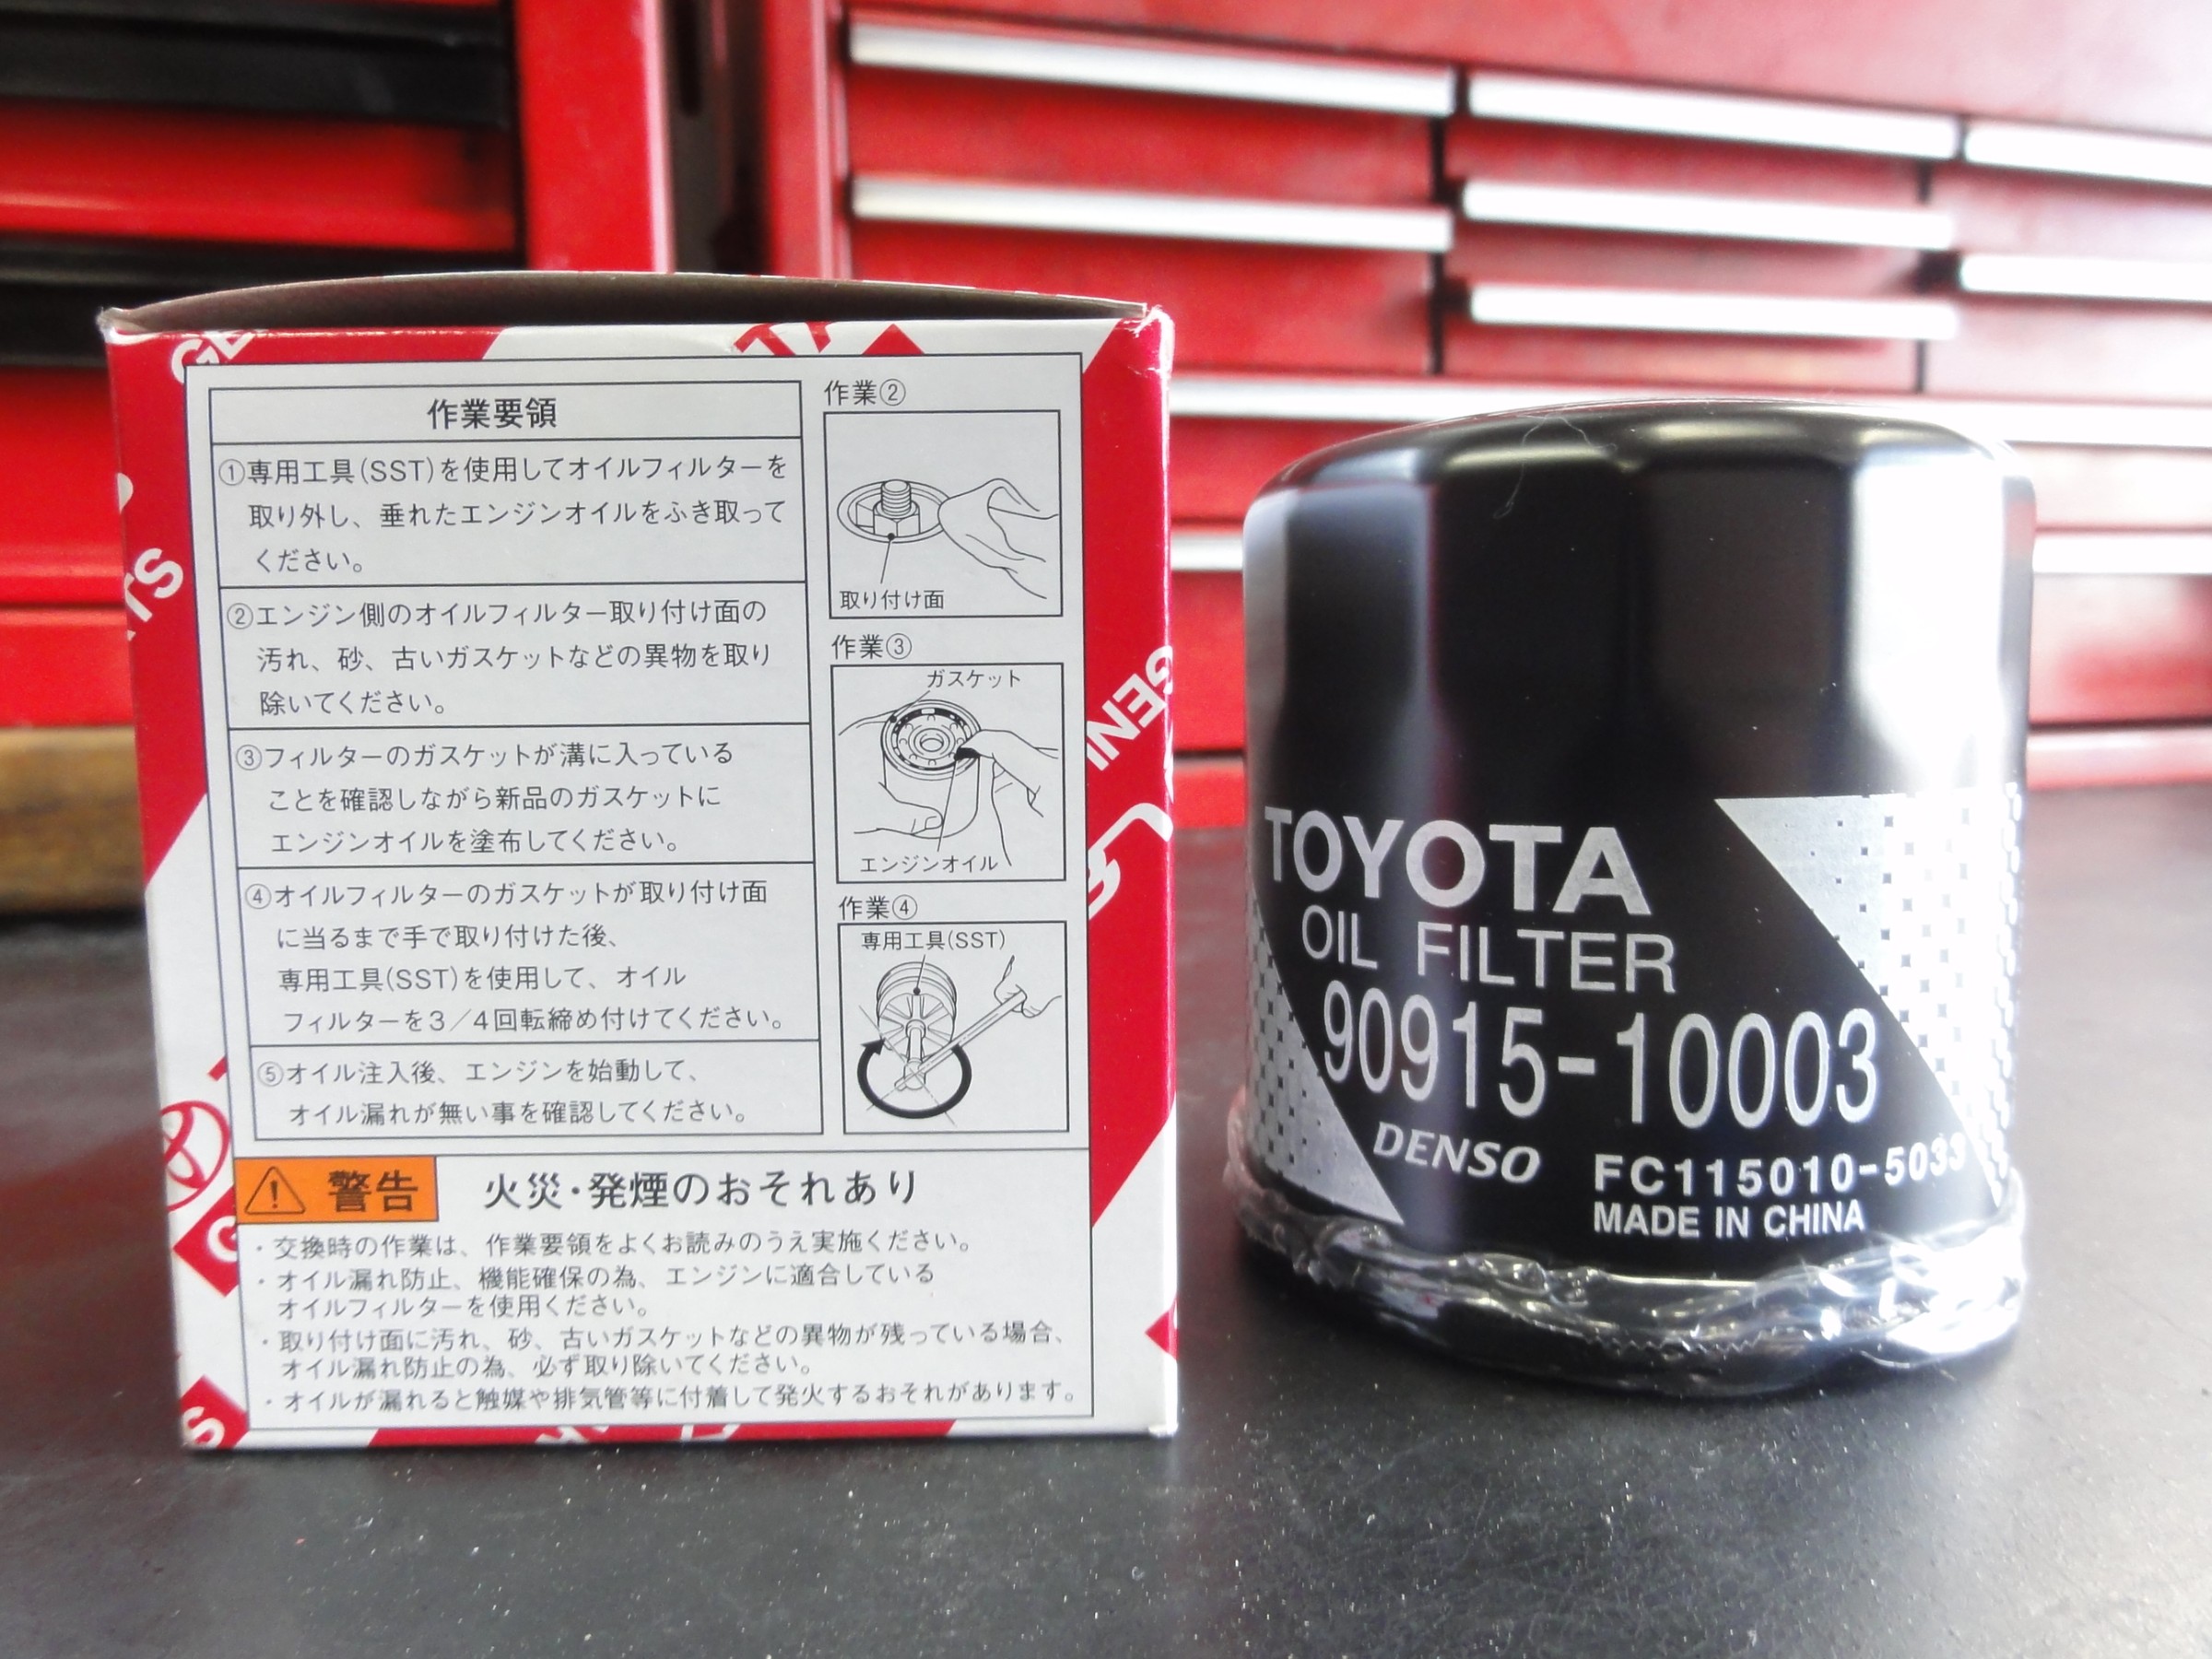 作業要領
①専用工具(SST)を使用してオイルフィルターを
取り外し、垂れたエンジンオイルをふき取って
ください。
②エンジン側のオイルフィルター取り付け面の
汚れ、砂、古いガスケットなどの異物を取り
除いてください。
③フィルターのガスケットが溝に入っている
ことを確認しながら新品のガスケットに
エンジンオイルを塗布してください。
④オイルフィルターのガスケットが取り付け面
に当るまで手で取り付けた後、
専用工具(SST)を使用して、オイル
フィルターを3/4回転締め付けてください。
⑤オイル注入後、エンジンを始動して、
オイル漏れが無い事を確認してください。
作業②
取り付け面
作業③
ガスケット
エンジンオイル
作業④
専用工具(SST)
警告 火災・発煙のおそれあり
・交換時の作業は、作業要領をよくお読みのうえ実施ください。
・オイル漏れ防止、機能確保の為、エンジンに適合している
オイルフィルターを使用ください。
・取り付け面に汚れ、砂、古いガスケットなどの異物が残っている場合、
オイル漏れ防止の為、必ず取り除いてください。
・オイルが漏れると触媒や排気管等に付着して発火するおそれがあります。
TOYOTA
OIL FILTER
90915-10003
DENSO FC115010-5033
MADE IN CHINA